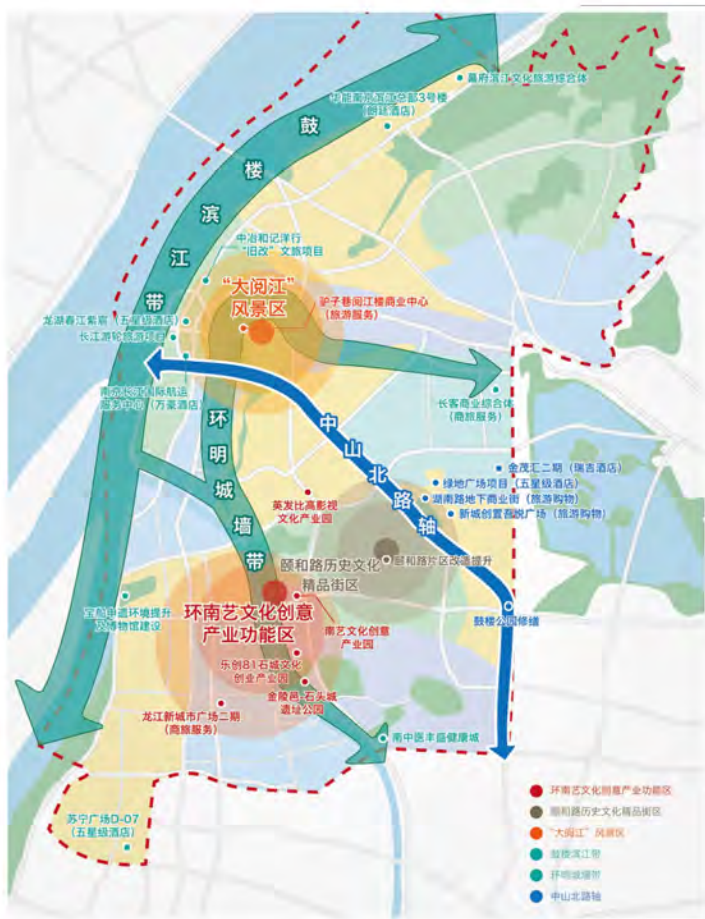 幕府滨江文化旅游综合体
华能南京滨江总部3号楼
（朗廷酒店）
鼓楼滨江带
中冶和记洋行
“旧改”文旅项目
“大阅江”
风景区
驴子巷阅江楼商业中心
（旅游服务）
龙湖春江紫宸（五星级酒店）
长江游轮旅游项目
南京长江国际航运
服务中心（万豪酒店）
长客商业综合体
（商旅服务）
环明城墙带
中山北路轴
金茂汇二期（瑞吉酒店）
绿地广场项目（五星级酒店）
湖南路地下商业街（旅游购物）
新城创置吾悦广场（旅游购物）
英发比高影视
文化产业园
颐和路历史文化
精品街区
颐和路片区改造提升
宝船申遗环境提升
及博物馆建设
环南艺文化创意
产业功能区
南艺文化创意
产业园
鼓楼公园修缮
乐创81石城文化
创业产业园
金陵邑-石头城
遗址公园
龙江新城市广场二期
（商旅服务）
南中医丰盛健康城
苏宁广场D-07
（五星级酒店）
环南艺文化创意产业功能区
颐和路历史文化精品街区
“大阅江”风景区
鼓楼滨江带
环明城墙带
中山北路轴